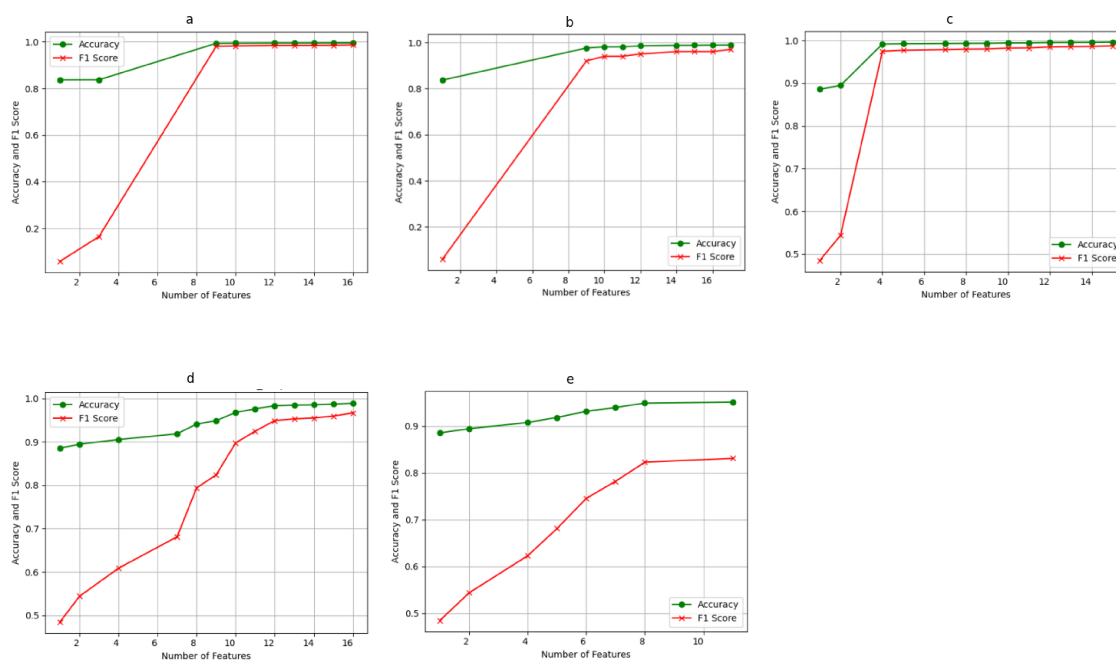 a
1.0
0.8
0.6
0.4
0.2
Accuracy
F1 Score
Accuracy and F1 Score
2 4 6 8 10 12 14 16
Number of Features
b
1.0
0.8
0.6
0.4
0.2
Accuracy
F1 Score
Accuracy and F1 Score
2 4 6 8 10 12 14 16
Number of Features
c
1.0
0.9
0.8
0.7
0.6
0.5
Accuracy
F1 Score
Accuracy and F1 Score
2 4 6 8 10 12 14
Number of Features
d
1.0
0.9
0.8
0.7
0.6
0.5
Accuracy
F1 Score
Accuracy and F1 Score
2 4 6 8 10 12 14 16
Number of Features
e
0.9
0.8
0.7
0.6
0.5
Accuracy
F1 Score
Accuracy and F1 Score
2 4 6 8 10
Number of Features